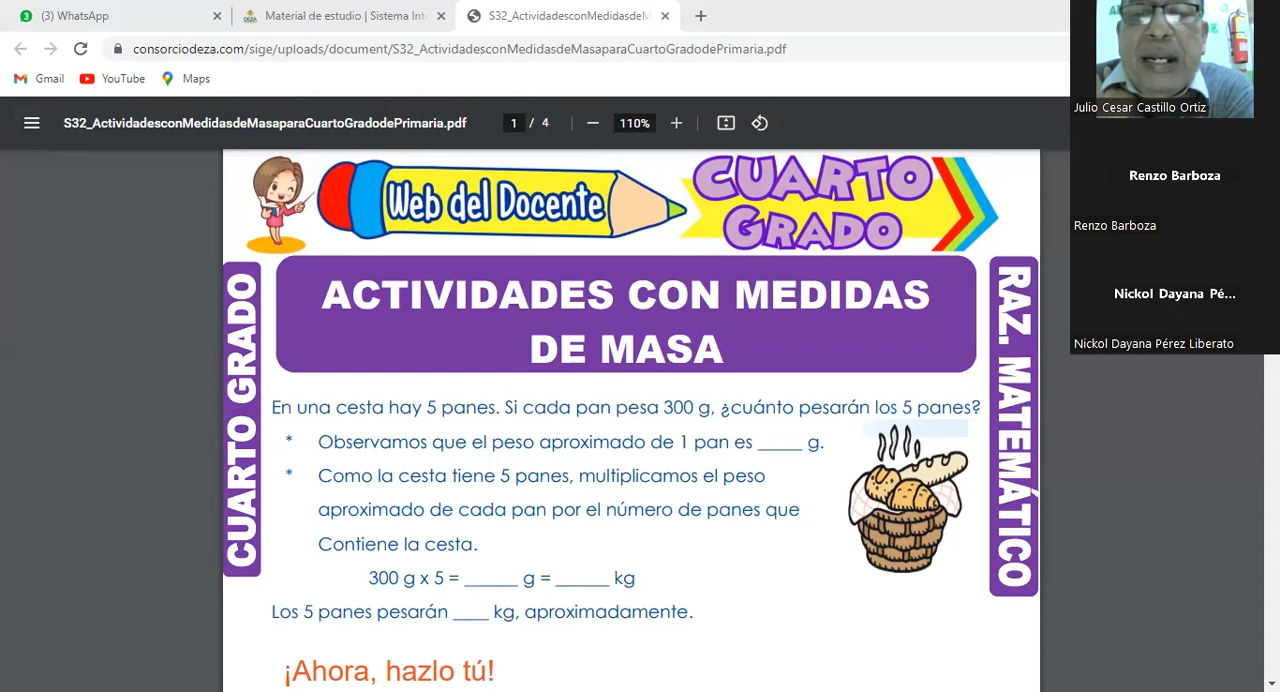 (3) WhatsApp
Material de estudio | Sistema Int
S32_ActividadesconMedidasdeM
consorciodeza.com/sige/uploads/document/S32_ActividadesconMedidasdeMasaparaCuartoGradodePrimaria.pdf
Gmail YouTube Maps
S32_ActividadesconMedidasdeMasaparaCuartoGradodePrimaria.pdf
1 / 4
110%
Julio Cesar Castillo Ortiz
Renzo Barboza
Renzo Barboza
Nickol Dayana Pé...
Nickol Dayana Pérez Liberato
Web del Docente
CUARTO
GRADO
CUARTO GRADO
ACTIVIDADES CON MEDIDAS
DE MASA
RAZ. MATEMÁTICO
En una cesta hay 5 panes. Si cada pan pesa 300 g, ¿cuánto pesarán los 5 panes?
* Observamos que el peso aproximado de 1 pan es _____ g.
* Como la cesta tiene 5 panes, multiplicamos el peso
aproximado de cada pan por el número de panes que
Contiene la cesta.
300 g x 5 = ______ g = ______ kg
Los 5 panes pesarán ____ kg, aproximadamente.
¡Ahora, hazlo tú!